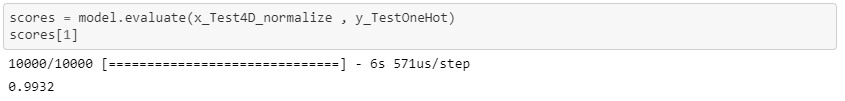 scores = model.evaluate(x_Test4D_normalize , y_TestOneHot)
scores[1]
10000/10000 [==============================] - 6s 571us/step
0.9932